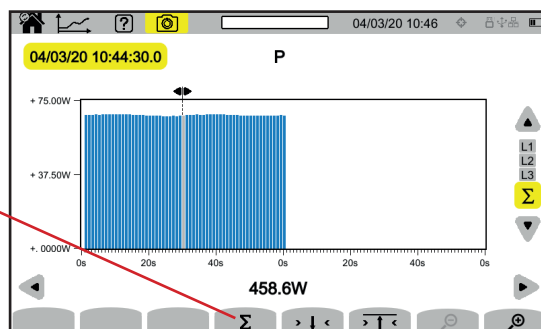 ?
04/03/20 10:46
04/03/20 10:44:30.0
P
+ 75.00W
+ 37.50W
+. 0000W
0s 20s 40s 0s 20s 40s 0s
L1
L2
L3
Σ
458.6W
Σ